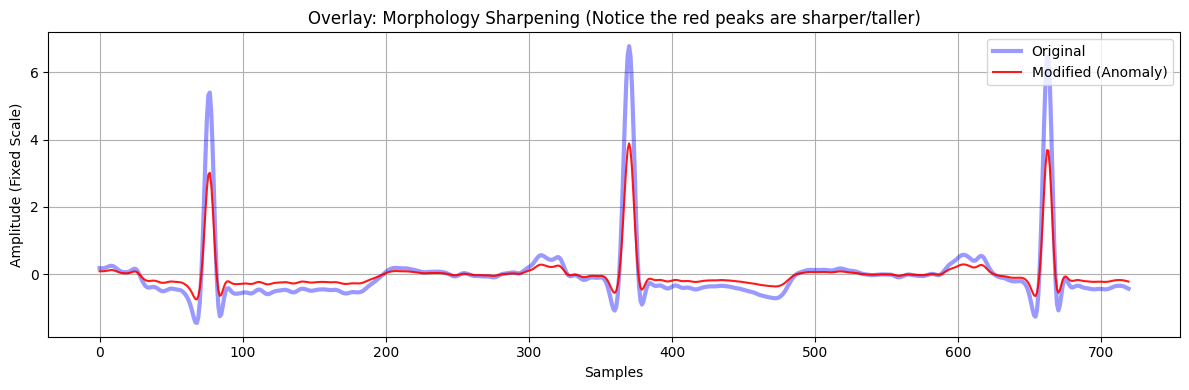 Overlay: Morphology Sharpening (Notice the red peaks are sharper/taller)
Original
Modified (Anomaly)
Amplitude (Fixed Scale)
6
4
2
0
0 100 200 300 400 500 600 700
Samples